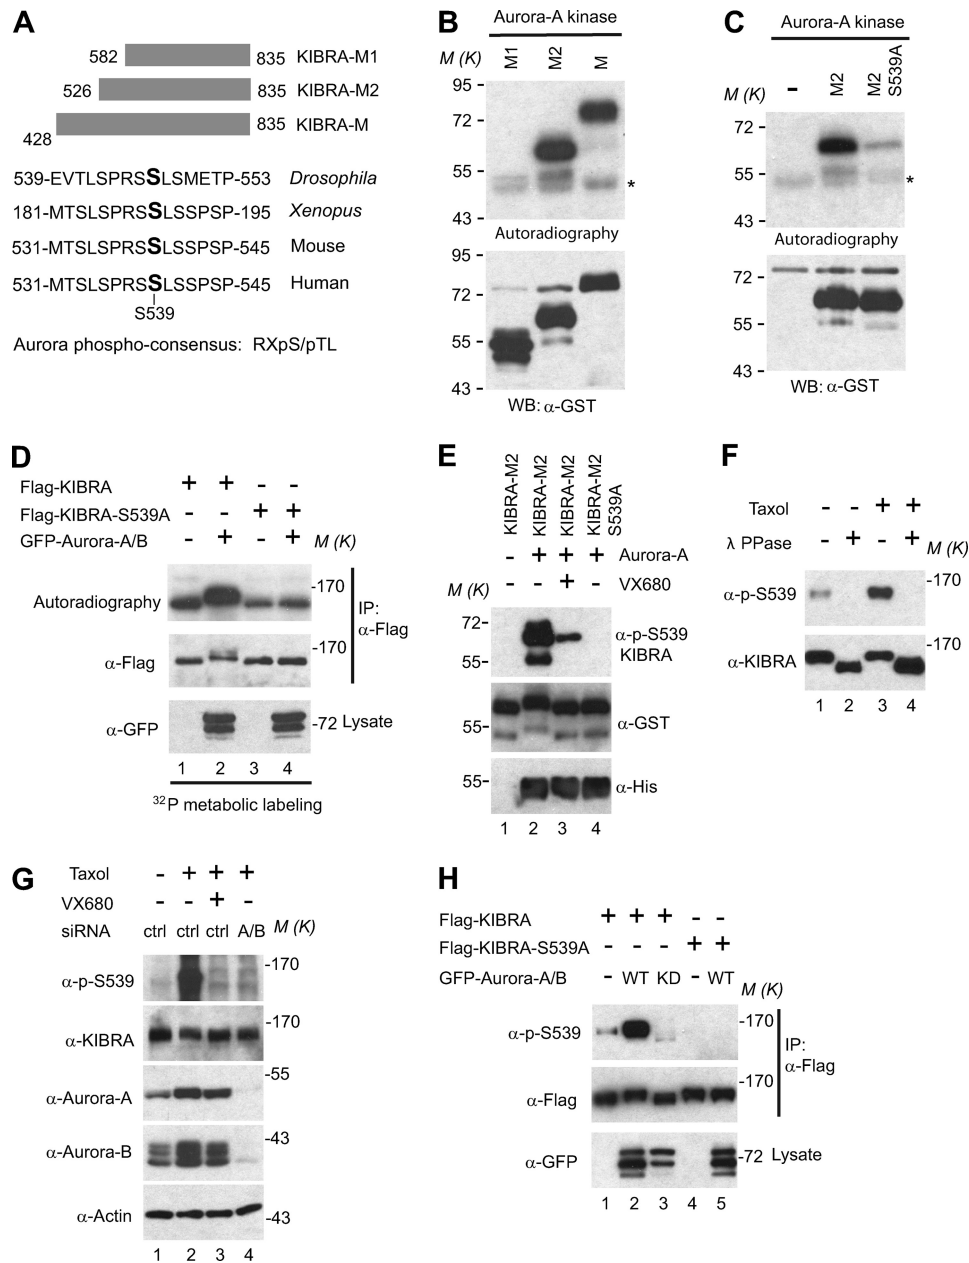 A
582 835 KIBRA-M1
526 835 KIBRA-M2
428 835 KIBRA-M
539-EVTLSPRSSLSMETP-553 Drosophila
181-MTSLSPRSSLSSPSP-195 Xenopus
531-MTSLSPRSSLSSPSP-545 Mouse
531-MTSLSPRSSLSSPSP-545 Human
S539
Aurora phospho-consensus: RXpS/pTL
B
Aurora-A kinase
M (K) M1 M2 M
95
72
55 *
43
Autoradiography
95
72
55
43
WB: α-GST
C
Aurora-A kinase
M (K) - M2 M2 S539A
72
55 *
43
Autoradiography
72
55
43
WB: α-GST
D
Flag-KIBRA + + - -
Flag-KIBRA-S539A - - + +
GFP-Aurora-A/B - + - + M (K)
Autoradiography -170
IP: α-Flag
α-Flag -170
α-GFP -72 Lysate
1 2 3 4
32P metabolic labeling
E
KIBRA-M2 KIBRA-M2 KIBRA-M2 KIBRA-M2 S539A
- + + + Aurora-A
- - + - VX680
M (K)
72- α-p-S539
55- KIBRA
55- α-GST
55- α-His
1 2 3 4
F
Taxol - - + +
λ PPase - + - + M (K)
α-p-S539 -170
α-KIBRA -170
1 2 3 4
G
Taxol - + + +
VX680 - - + -
siRNA ctrl ctrl ctrl A/B M (K)
α-p-S539 -170
α-KIBRA -170
α-Aurora-A -55
α-Aurora-B -43
α-Actin -43
1 2 3 4
H
Flag-KIBRA + + + - -
Flag-KIBRA-S539A - - - + +
GFP-Aurora-A/B - WT KD - WT
M (K)
α-p-S539 -170
IP: α-Flag
α-Flag -170
α-GFP -72 Lysate
1 2 3 4 5